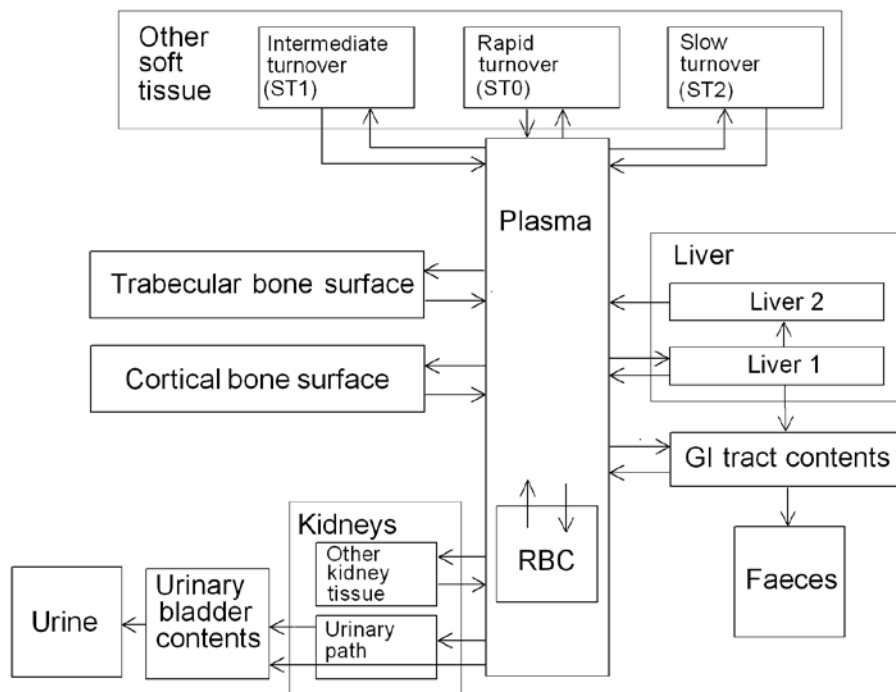 Other
soft
tissue
Intermediate
turnover
(ST1)
Rapid
turnover
(ST0)
Slow
turnover
(ST2)
Plasma
Trabecular bone surface
Cortical bone surface
Liver
Liver 2
Liver 1
GI tract contents
Faeces
RBC
Kidneys
Other
kidney
tissue
Urinary
path
Urinary
bladder
contents
Urine